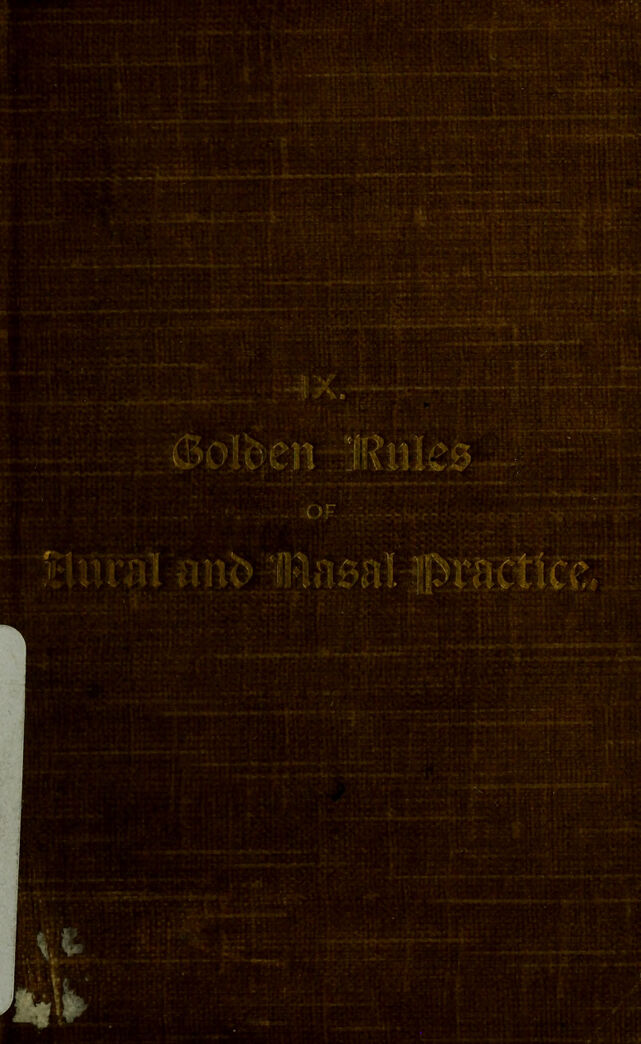 IX.
Golden Rules
OF
Aural and Nasal Practice.